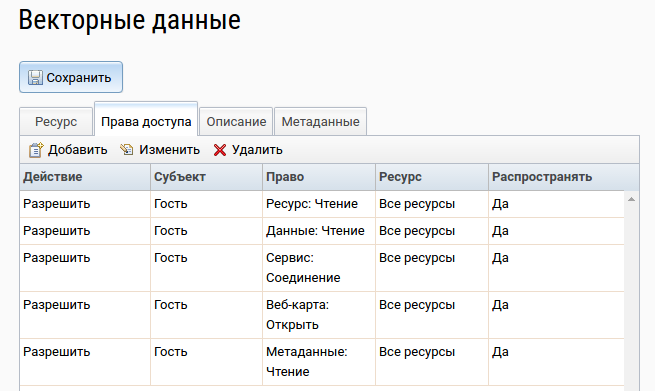 Векторные данные
Сохранить
Ресурс Права доступа Описание Метаданные
Добавить Изменить Удалить
Действие Субъект Право Ресурс Распространять
Разрешить Гость Ресурс: Чтение Все ресурсы Да
Разрешить Гость Данные: Чтение Все ресурсы Да
Разрешить Гость Сервис: Все ресурсы Да
Соединение
Разрешить Гость Веб-карта: Все ресурсы Да
Открыть
Разрешить Гость Метаданные: Все ресурсы Да
Чтение